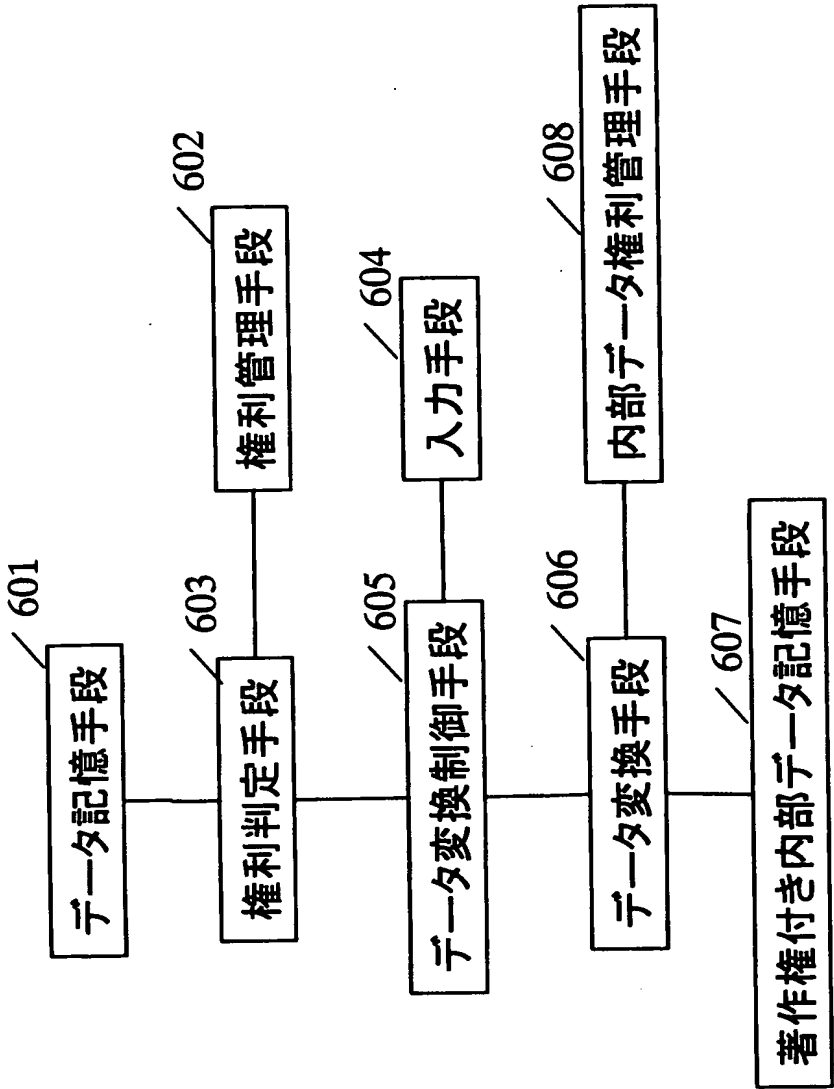 601
データ記憶手段
602
権利管理手段
603
権利判定手段
604
入力手段
605
データ変換制御手段
606
データ変換手段
608
内部データ権利管理手段
607
著作権付き内部データ記憶手段